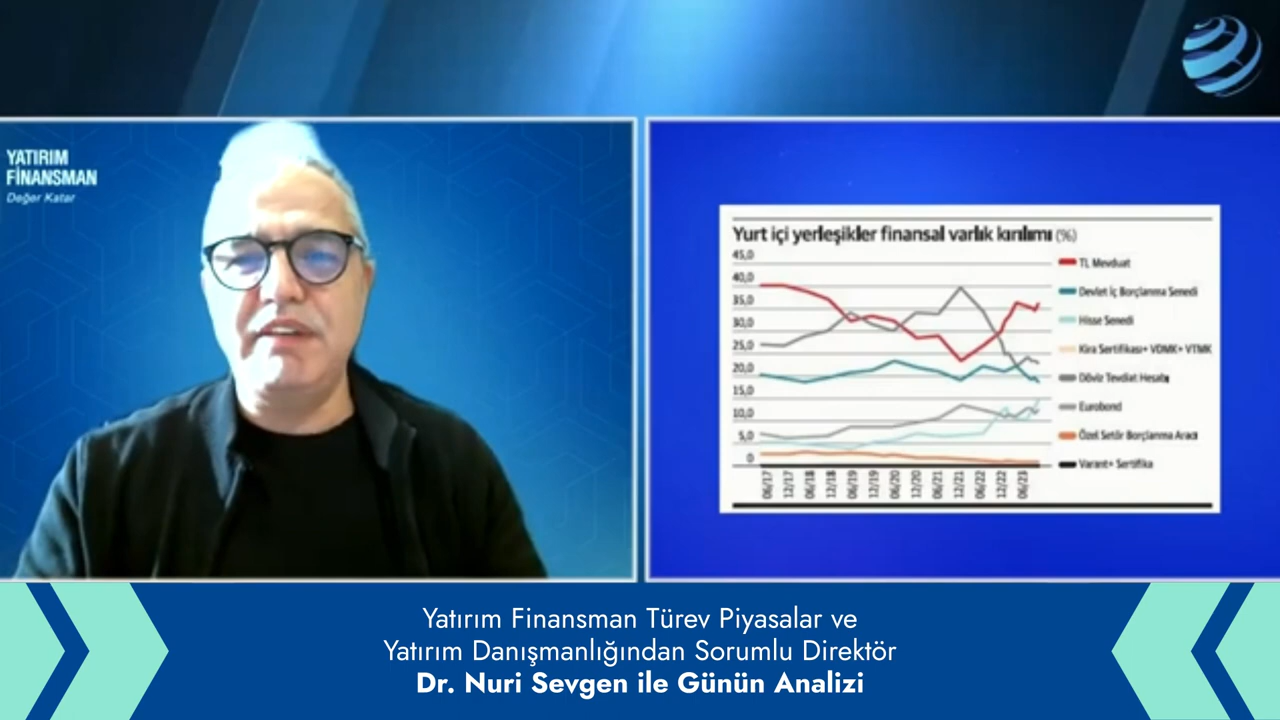 YATIRIM
FİNANSMAN
Değer Katar
Yurt içi yerleşikler finansal varlık kırılımı (%)
45,0
40,0
35,0
30,0
25,0
20,0
15,0
10,0
5,0
0
TL Mevduat
Devlet İç Borçlanma Senedi
Hisse Senedi
Kira Sertifikası+ VDMK+ VTMK
Döviz Tevdiat Hesabı
Eurobond
Özel Setör Borçlanma Aracı
Varant+ Sertifika
06/17
12/17
06/18
12/18
06/19
12/19
06/20
12/20
06/21
12/21
06/22
12/22
06/23
Yatırım Finansman Türev Piyasalar ve
Yatırım Danışmanlığından Sorumlu Direktör
Dr. Nuri Sevgen ile Günün Analizi